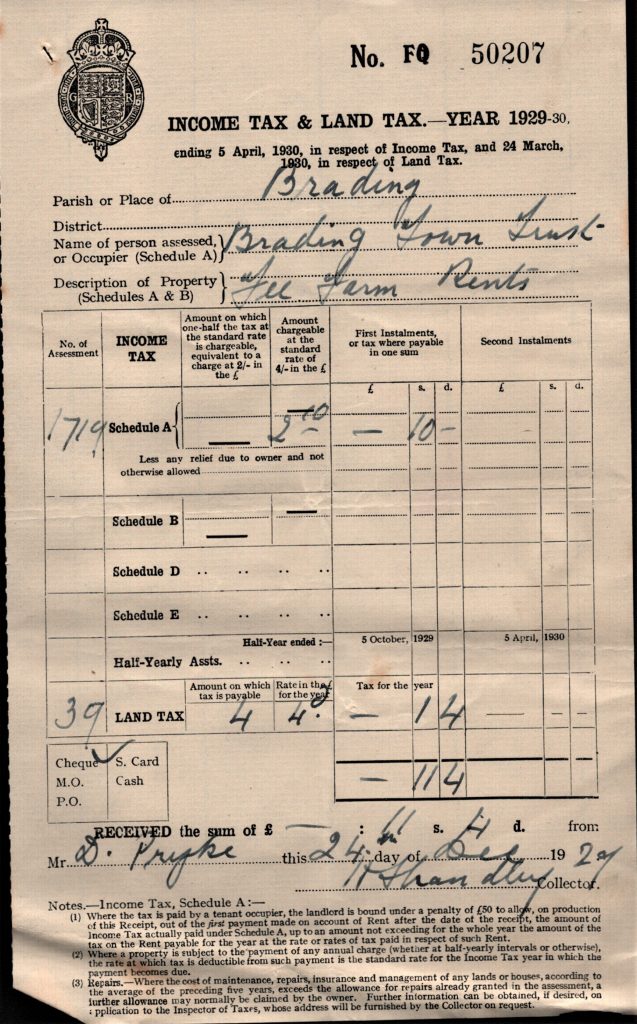 G R
No. FQ 50207
INCOME TAX & LAND TAX.—YEAR 1929-30,
ending 5 April, 1930, in respect of Income Tax, and 24 March,
1930, in respect of Land Tax.
Parish or Place of Brading
District
Name of person assessed, or Occupier (Schedule A) Brading Town Trust
Description of Property (Schedules A & B) Fee Farm Rents
No. of Assessment
INCOME TAX
Amount on which one-half the tax at the standard rate is chargeable, equivalent to a charge at 2/- in the £
Amount chargeable at the standard rate of 4/- in the £
First Instalments, or tax where payable in one sum
Second Instalments
£ s. d. £ s. d.
1719 Schedule A — 2 10 — — 10 —
Less any relief due to owner and not otherwise allowed
Schedule B — —
Schedule D
Schedule E
Half-Year ended :— 5 October, 1929 5 April, 1930
Half-Yearly Assts.
Amount on which tax is payable
Rate in the £ for the year
Tax for the year
39 LAND TAX 4 4d — 1 4 — — —
— 11 4
Cheque ✓ S. Card
M.O. Cash
P.O.
RECEIVED the sum of £ — : 11 s. 4 d. from
Mr. D. Pryke this 24th day of Dec 1929
Collector.
Notes.—Income Tax, Schedule A :—
(1) Where the tax is paid by a tenant occupier, the landlord is bound under a penalty of £50 to allow, on production
of this Receipt, out of the first payment made on account of Rent after the date of the receipt, the amount of
Income Tax actually paid under Schedule A, up to an amount not exceeding for the whole year the amount of the
tax on the Rent payable for the year at the rate or rates of tax paid in respect of such Rent.
(2) Where a property is subject to the payment of any annual charge (whether at half-yearly intervals or otherwise),
the rate at which tax is deductible from such payment is the standard rate for the Income Tax year in which the
payment becomes due.
(3) Repairs.—Where the cost of maintenance, repairs, insurance and management of any lands or houses, according to
the average of the preceding five years, exceeds the allowance for repairs already granted in the assessment, a
further allowance may normally be claimed by the owner. Further information can be obtained, if desired, on
application to the Inspector of Taxes, whose address will be furnished by the Collector on request.